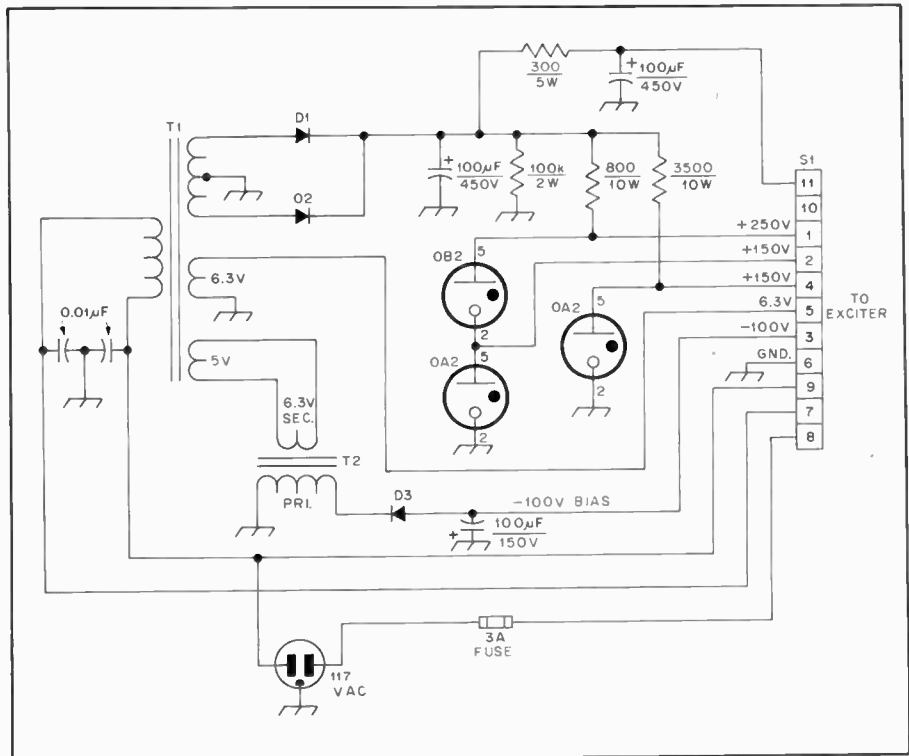 300
5W
+
100µF
450V
T1
D1
D2
+
100µF
450V
100k
2W
800
10W
3500
10W
S1
11
10
+250V
1
+150V
2
+150V
4
6.3V
5
-100V
3
GND.
6
9
7
8
TO
EXCITER
OB2
5
2
OA2
5
2
OA2
5
2
6.3V
0.01µF
5V
6.3V
SEC.
T2
PRI.
D3
-100V BIAS
+
100µF
150V
3A
FUSE
117
VAC